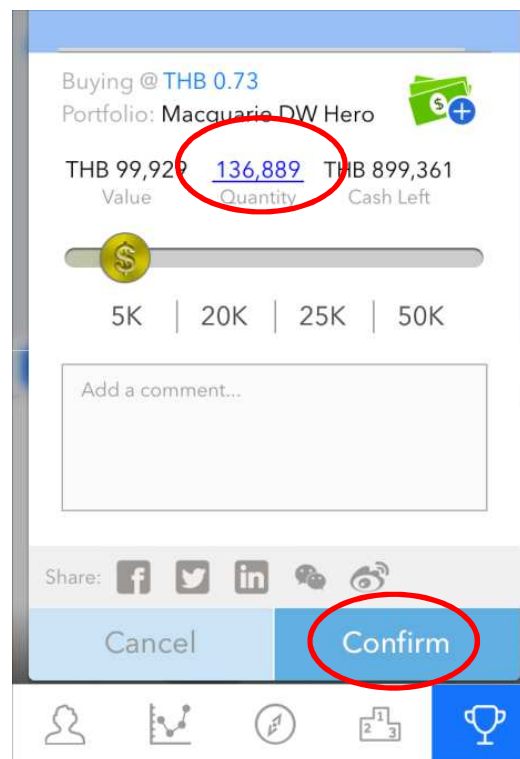 Buying @ THB 0.73
Portfolio: Macquarie DW Hero
THB 99,929 136,889 THB 899,361
Value Quantity Cash Left
5K | 20K | 25K | 50K
Add a comment...
Share:
Cancel Confirm